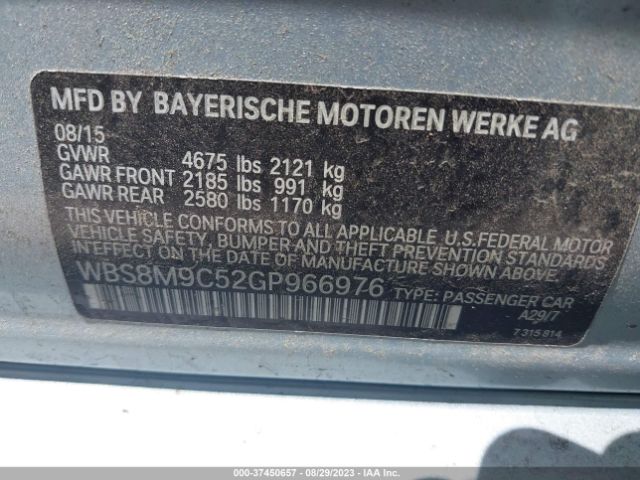 MFD BY BAYERISCHE MOTOREN WERKE AG
08/15
GVWR 4675 lbs 2121 kg
GAWR FRONT 2185 lbs 991 kg
GAWR REAR 2580 lbs 1170 kg
THIS VEHICLE CONFORMS TO ALL APPLICABLE U.S. FEDERAL MOTOR
VEHICLE SAFETY, BUMPER AND THEFT PREVENTION STANDARDS
IN EFFECT ON THE DATE OF MANUFACTURE SHOWN ABOVE.
WBS8M9C52GP966976 TYPE: PASSENGER CAR
A29/7
7 315 814
000-37450657 - 08/29/2023 - IAAI.COM